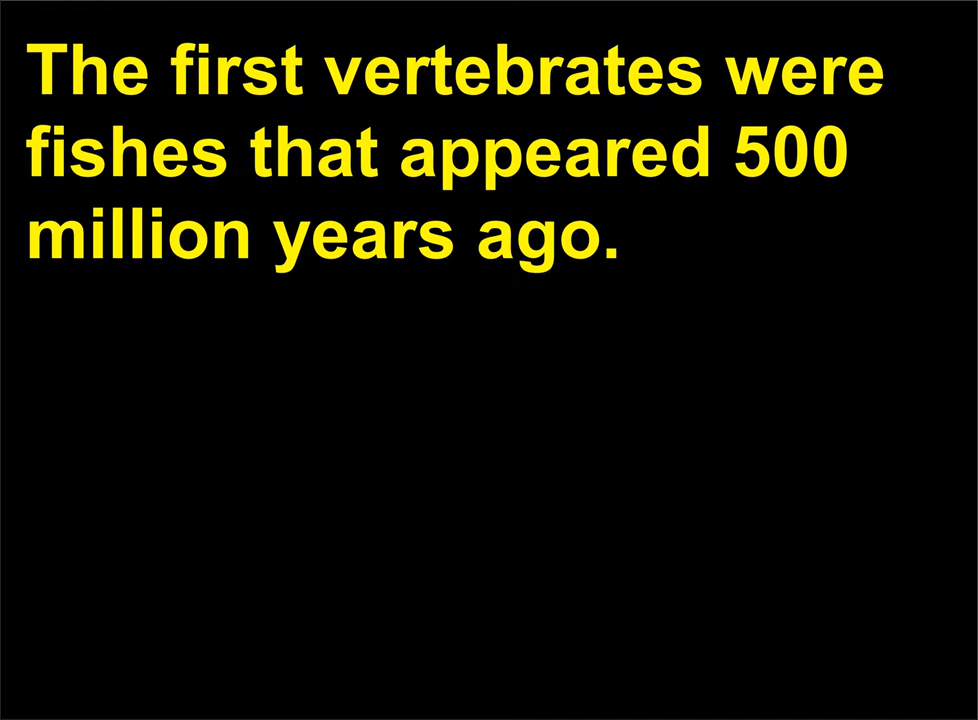 The first vertebrates were
fishes that appeared 500
million years ago.